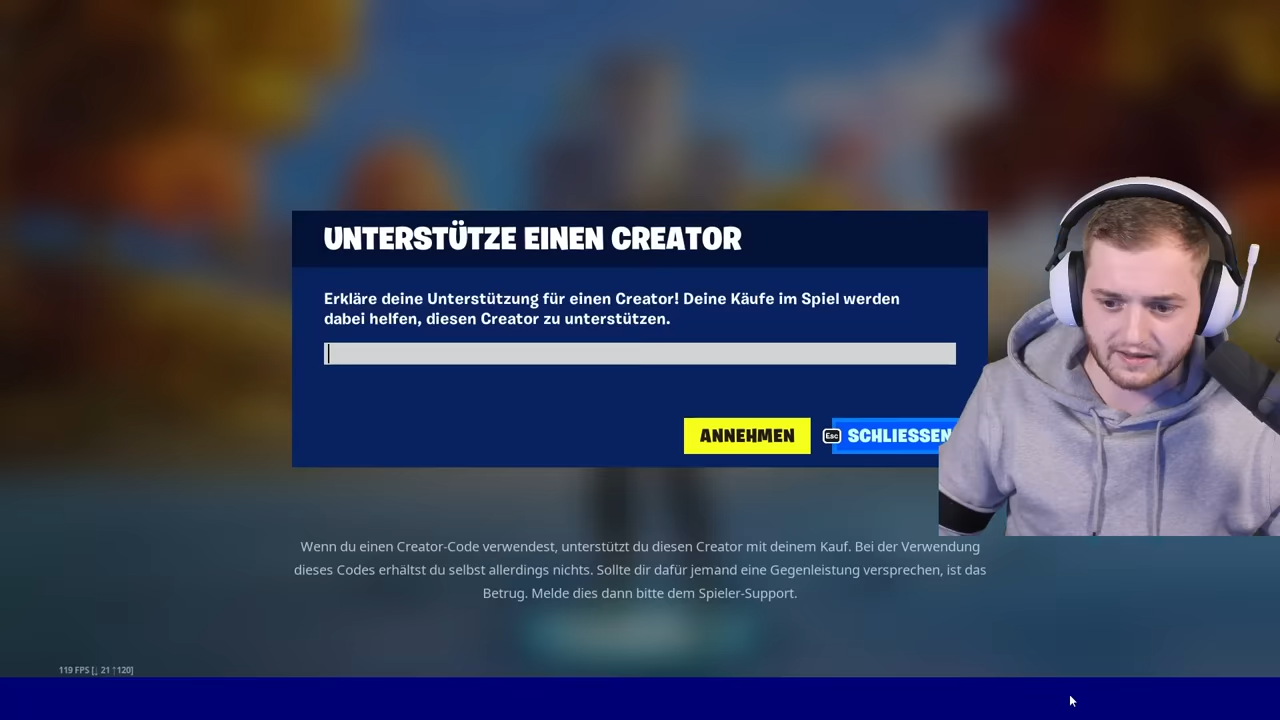 UNTERSTÜTZE EINEN CREATOR
Erkläre deine Unterstützung für einen Creator! Deine Käufe im Spiel werden
dabei helfen, diesen Creator zu unterstützen.
ANNEHMEN
Esc SCHLIESSEN
Wenn du einen Creator-Code verwendest, unterstützt du diesen Creator mit deinem Kauf. Bei der Verwendung
dieses Codes erhältst du selbst allerdings nichts. Sollte dir dafür jemand eine Gegenleistung versprechen, ist das
Betrug. Melde dies dann bitte dem Spieler-Support.
119 FPS [↓ 21 ↑120]